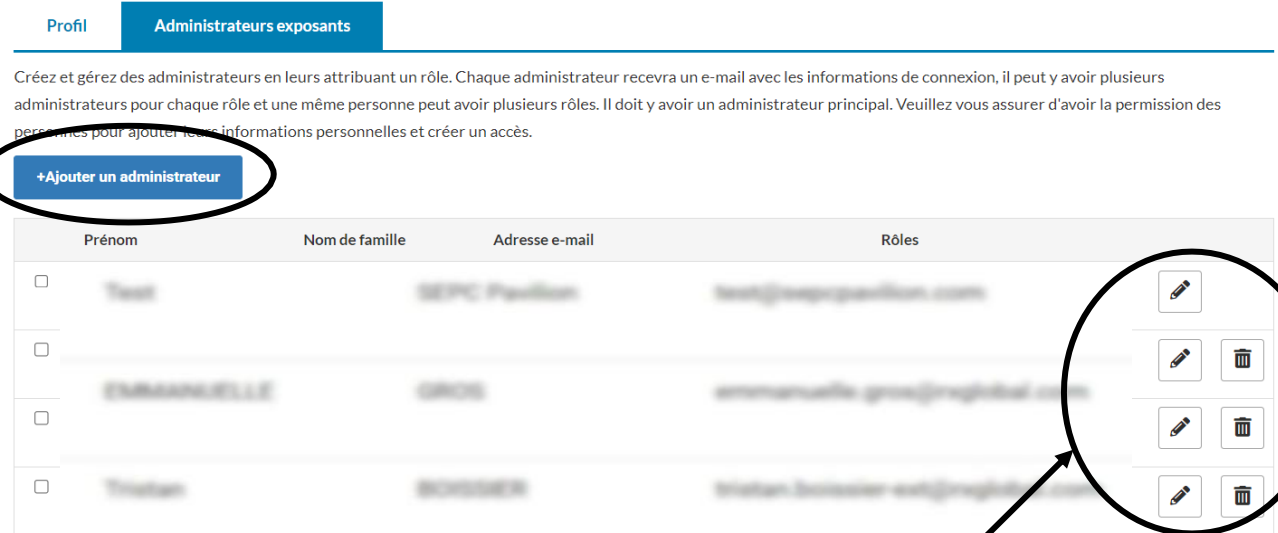 Profil Administrateurs exposants
Créez et gérez des administrateurs en leurs attribuant un rôle. Chaque administrateur recevra un e-mail avec les informations de connexion, il peut y avoir plusieurs
administrateurs pour chaque rôle et une même personne peut avoir plusieurs rôles. Il doit y avoir un administrateur principal. Veuillez vous assurer d'avoir la permission des
personnes pour ajouter leurs informations personnelles et créer un accès.
+Ajouter un administrateur
Prénom Nom de famille Adresse e-mail Rôles